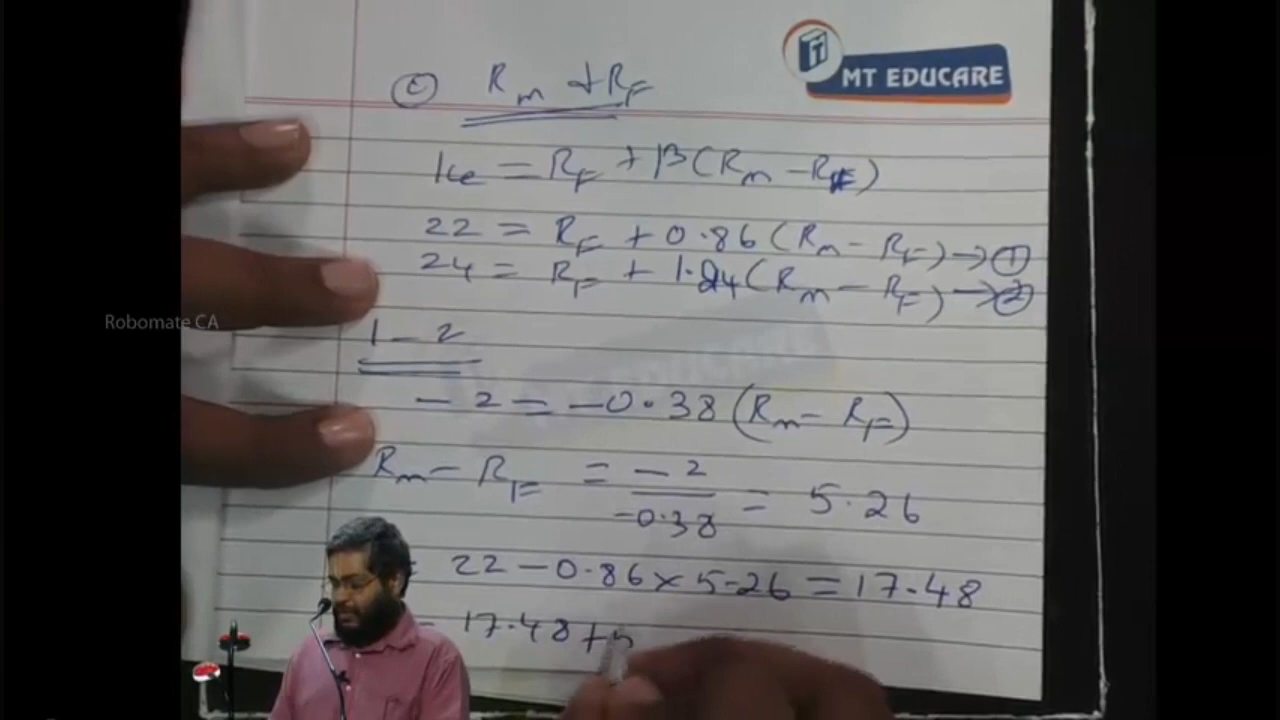 MT EDUCARE
(c) Rm & RF
Ke = RF + β(Rm - RF)
22 = RF + 0.86(Rm - RF) → ①
24 = RF + 1.24(Rm - RF) → ②
Robomate CA
1 - 2
- 2 = -0.38(Rm - RF)
Rm - RF = -2/-0.38 = 5.26
= 22 - 0.86 x 5.26 = 17.48
= 17.48 + 5